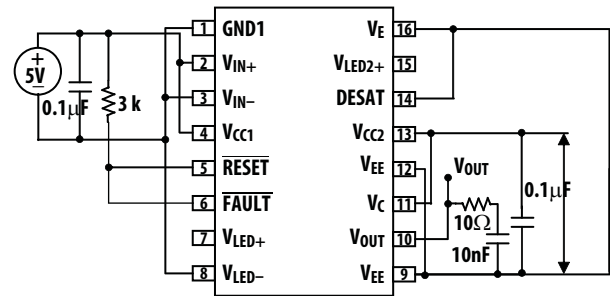 1 GND1
2 VIN+
3 VIN–
4 VCC1
5 RESET
6 FAULT
7 VLED+
8 VLED–
5V
+
–
0.1μF
3 k
VE 16
VLED2+ 15
DESAT 14
VCC2 13
VEE 12
VC 11
VOUT 10
VEE 9
VOUT
10Ω
10nF
0.1μF